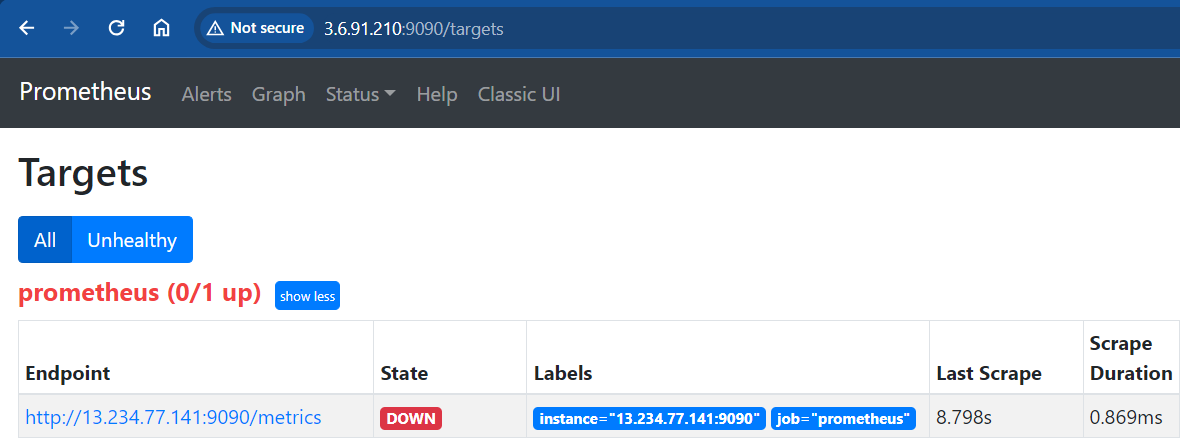 Not secure 3.6.91.210:9090/targets
Prometheus Alerts Graph Status Help Classic UI
Targets
All Unhealthy
prometheus (0/1 up) show less
Endpoint State Labels Last Scrape Scrape Duration
http://13.234.77.141:9090/metrics DOWN instance="13.234.77.141:9090" job="prometheus" 8.798s 0.869ms